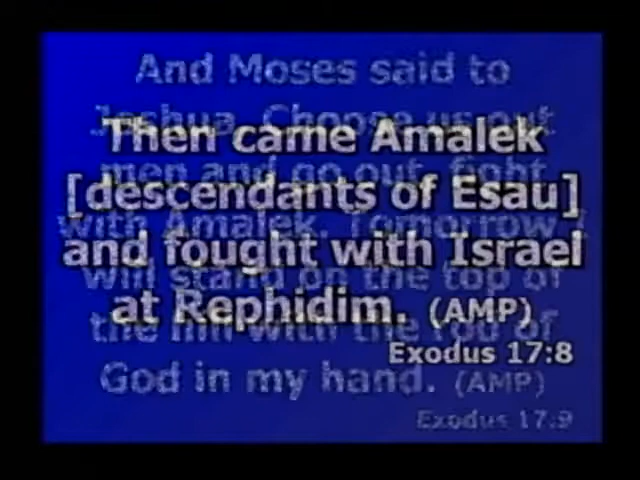 And Moses said to
Joshua, Choose us out
Then came Amalek
men and go out, fight
[descendants of Esau]
with Amalek. Tomorrow I
and fought with Israel
will stand on the top of
at Rephidim. (AMP)
the hill with the rod of
Exodus 17:8
God in my hand. (AMP)
Exodus 17:9